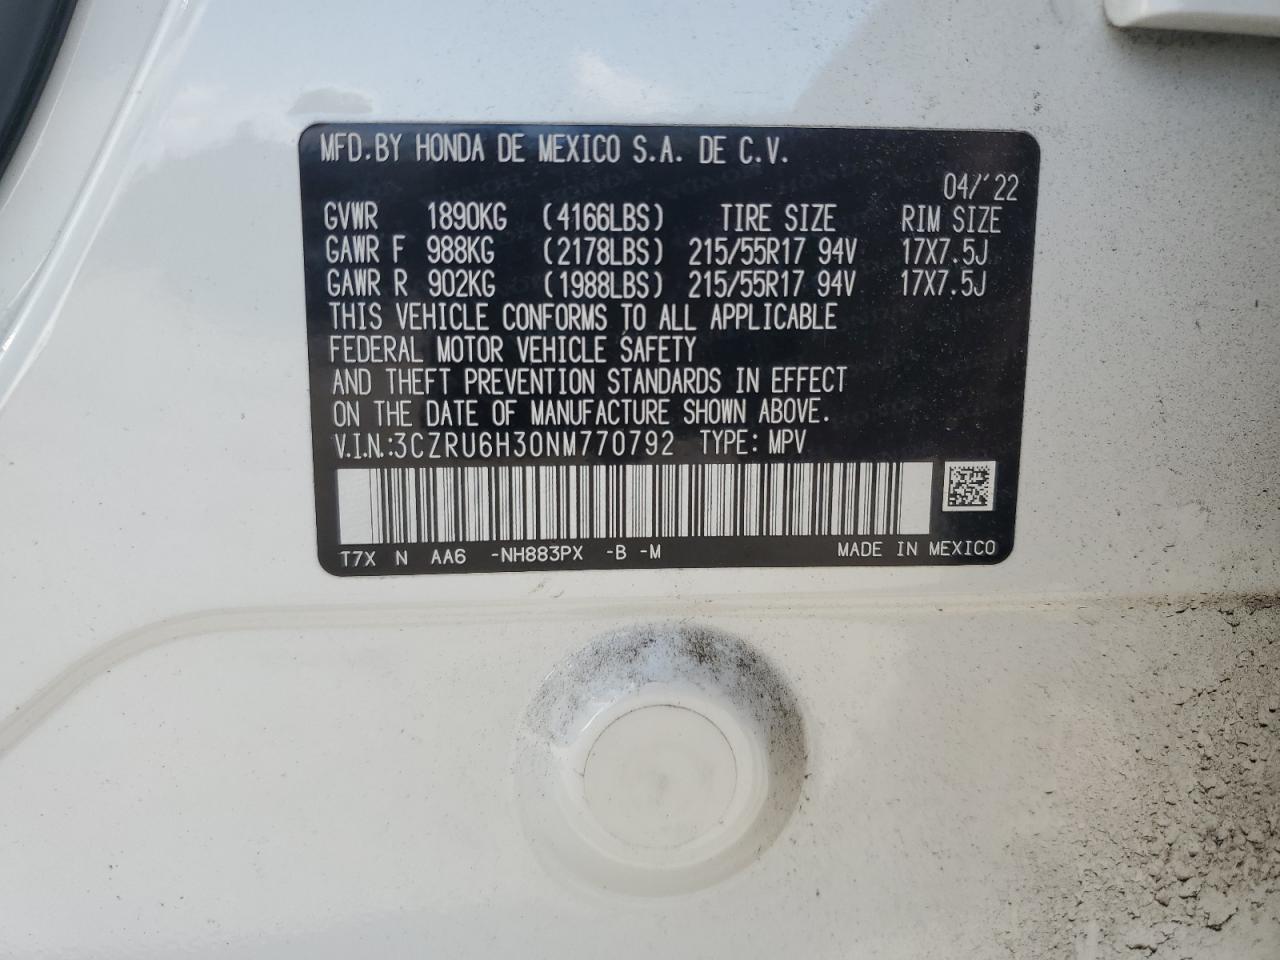 MFD.BY HONDA DE MEXICO S.A. DE C.V.
04/'22
GVWR 1890KG (4166LBS) TIRE SIZE RIM SIZE
GAWR F 988KG (2178LBS) 215/55R17 94V 17X7.5J
GAWR R 902KG (1988LBS) 215/55R17 94V 17X7.5J
THIS VEHICLE CONFORMS TO ALL APPLICABLE
FEDERAL MOTOR VEHICLE SAFETY
AND THEFT PREVENTION STANDARDS IN EFFECT
ON THE DATE OF MANUFACTURE SHOWN ABOVE.
V.I.N.:3CZRU6H30NM770792 TYPE: MPV
T7X N AA6 -NH883PX -B -M MADE IN MEXICO